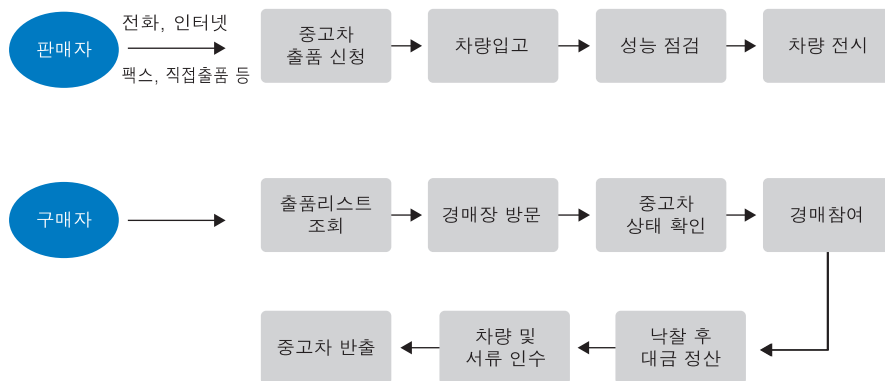 판매자
전화, 인터넷
팩스, 직접출품 등
중고차
출품 신청
차량입고
성능 점검
차량 전시
구매자
출품리스트
조회
경매장 방문
중고차
상태 확인
경매참여
낙찰 후
대금 정산
차량 및
서류 인수
중고차 반출